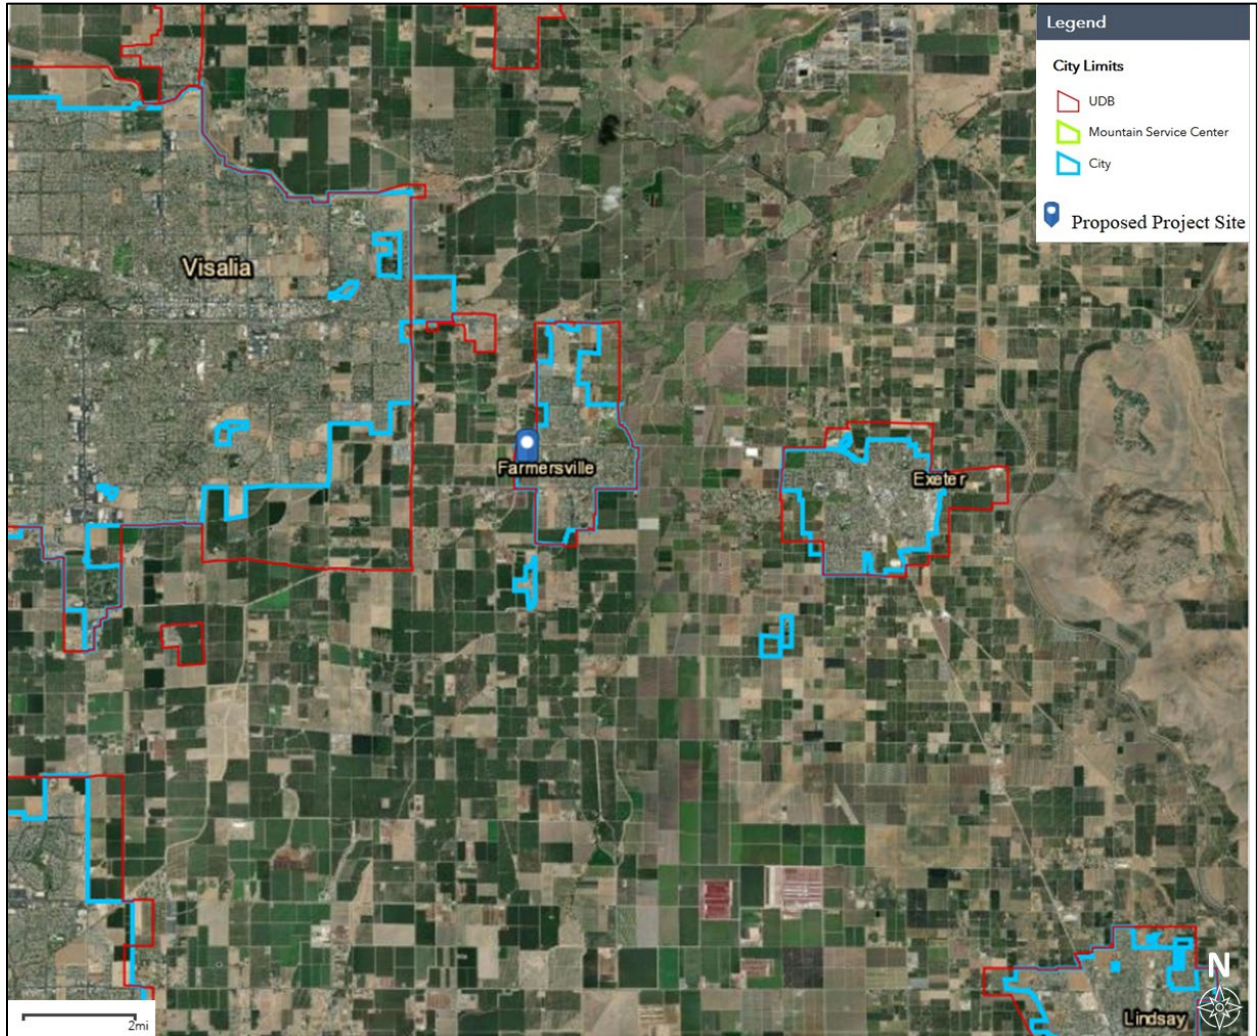 Legend
City Limits
UDB
Mountain Service Center
City
Proposed Project Site
Visalia
Farmersville
Exeter
Lindsay
N
2mi